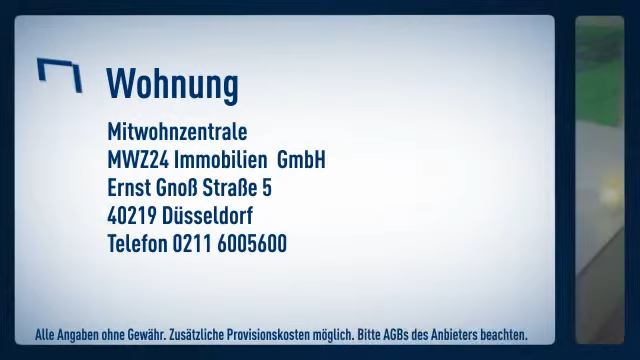 Wohnung
Mitwohnzentrale
MWZ24 Immobilien GmbH
Ernst Gnoß Straße 5
40219 Düsseldorf
Telefon 0211 6005600
Alle Angaben ohne Gewähr. Zusätzliche Provisionskosten möglich. Bitte AGBs des Anbieters beachten.